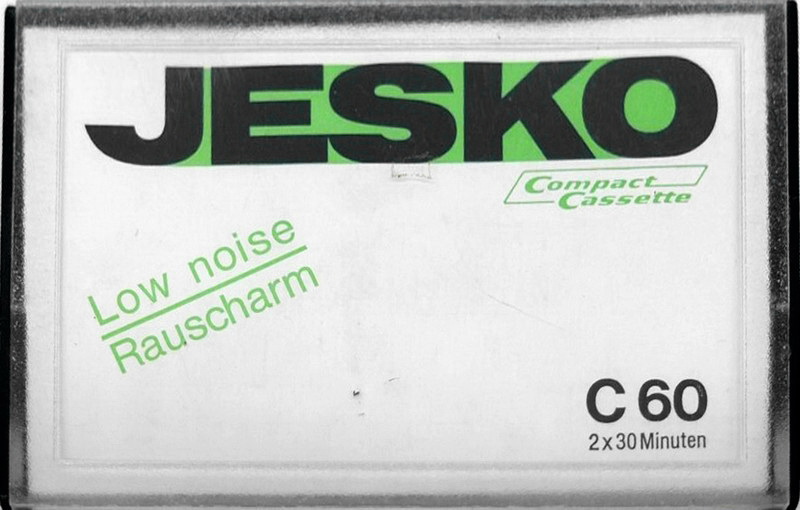 JESKO
Compact
Cassette
Low noise
Rauscharm
C 60
2 x 30 Minuten